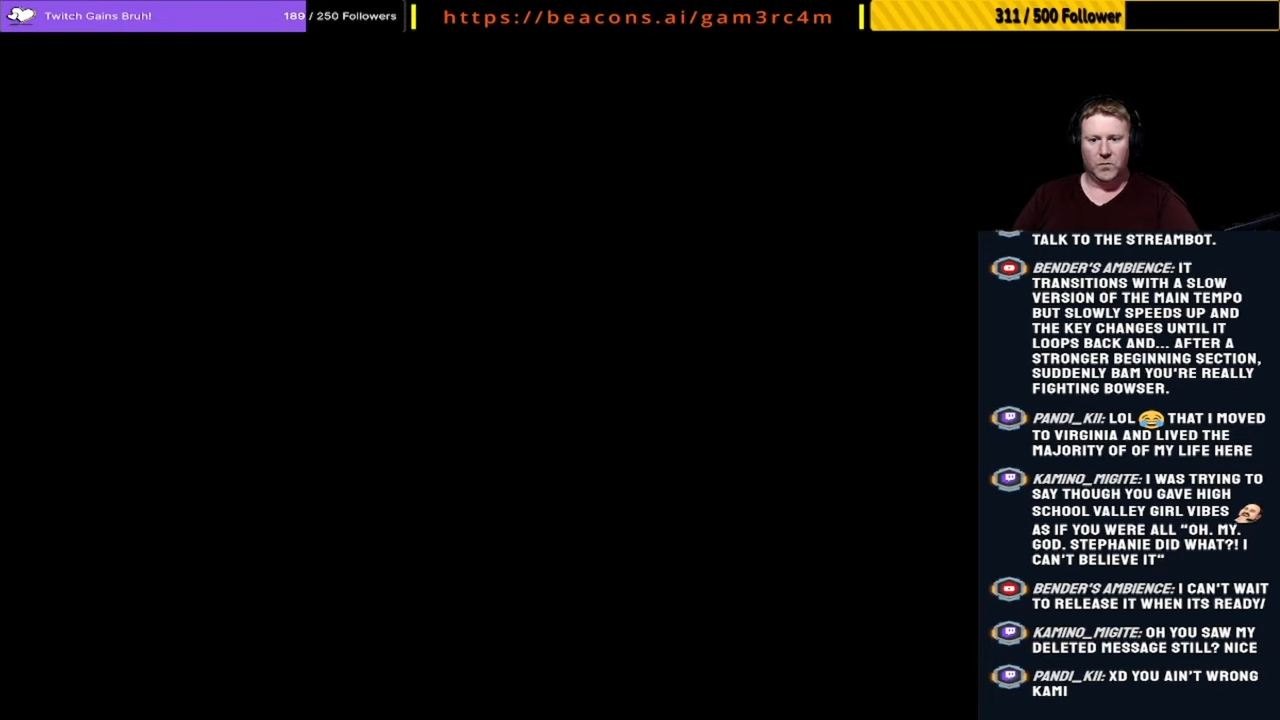 Twitch Gains Bruh!
189 / 250 Followers
https://beacons.ai/gam3rc4m
311 / 500 Follower
TALK TO THE STREAMBOT.
BENDER'S AMBIENCE: IT
TRANSITIONS WITH A SLOW
VERSION OF THE MAIN TEMPO
BUT SLOWLY SPEEDS UP AND
THE KEY CHANGES UNTIL IT
LOOPS BACK AND... AFTER A
STRONGER BEGINNING SECTION,
SUDDENLY BAM YOU'RE REALLY
FIGHTING BOWSER.
PANDI_KII: LOL 😂 THAT I MOVED
TO VIRGINIA AND LIVED THE
MAJORITY OF OF MY LIFE HERE
KAMINO_MIGITE: I WAS TRYING TO
SAY THOUGH YOU GAVE HIGH
SCHOOL VALLEY GIRL VIBES
AS IF YOU WERE ALL "OH. MY.
GOD. STEPHANIE DID WHAT?! I
CAN'T BELIEVE IT"
BENDER'S AMBIENCE: I CAN'T WAIT
TO RELEASE IT WHEN ITS READY/
KAMINO_MIGITE: OH YOU SAW MY
DELETED MESSAGE STILL? NICE
PANDI_KII: XD YOU AIN'T WRONG
KAMI